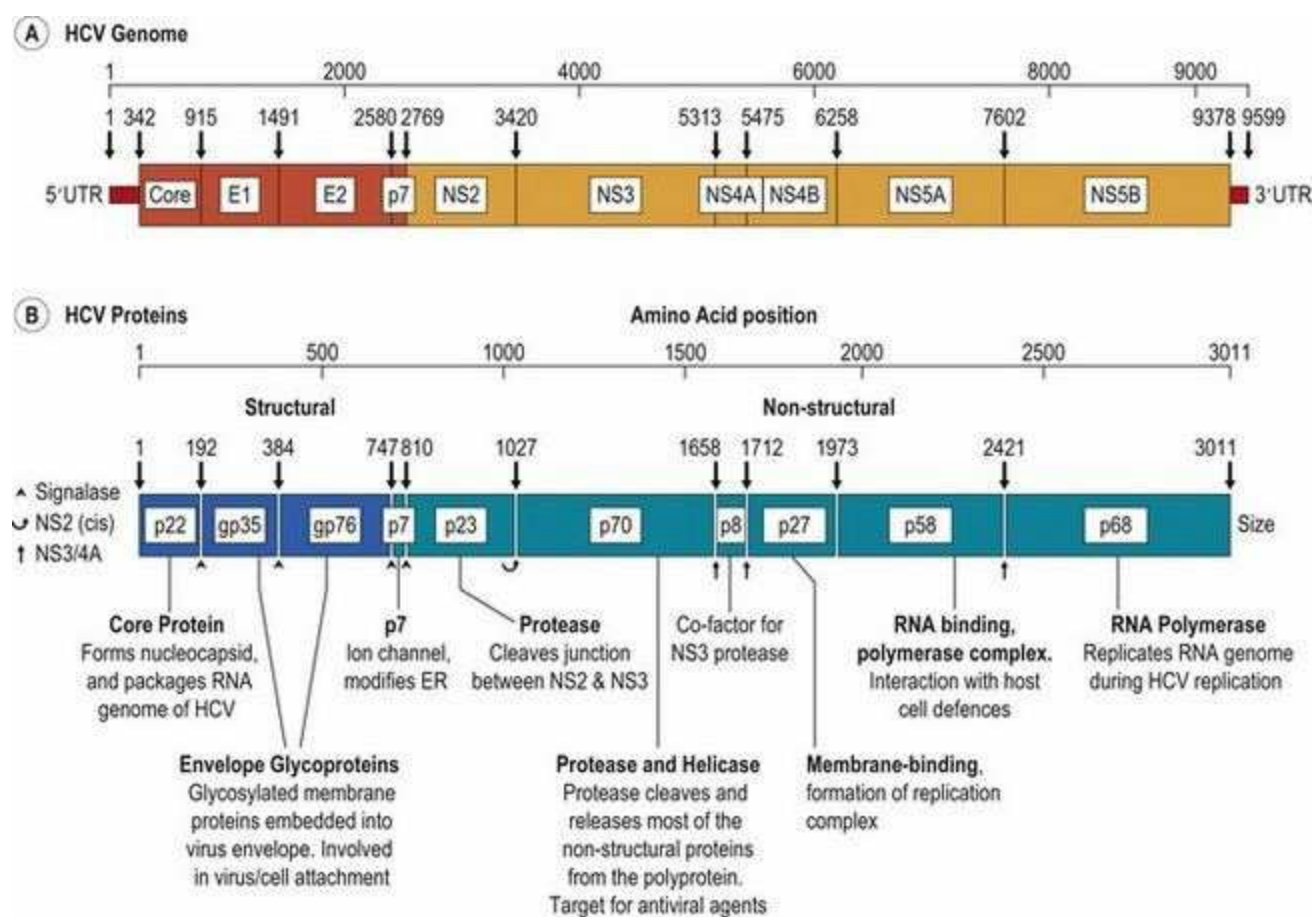 A HCV Genome
1 2000 4000 6000 8000 9000
1 342 915 1491 2580 2769 3420 5313 5475 6258 7602 9378 9599
5'UTR Core E1 E2 p7 NS2 NS3 NS4A NS4B NS5A NS5B 3'UTR
B HCV Proteins Amino Acid position
1 500 1000 1500 2000 2500 3011
Structural Non-structural
1 192 384 747 810 1027 1658 1712 1973 2421 3011
Signalase
NS2 (cis)
NS3/4A
p22 gp35 gp76 p7 p23 p70 p8 p27 p58 p68 Size
Core Protein
Forms nucleocapsid,
and packages RNA
genome of HCV
p7
Ion channel,
modifies ER
Protease
Cleaves junction
between NS2 & NS3
Co-factor for
NS3 protease
RNA binding,
polymerase complex.
Interaction with host
cell defences
RNA Polymerase
Replicates RNA genome
during HCV replication
Envelope Glycoproteins
Glycosylated membrane
proteins embedded into
virus envelope. Involved
in virus/cell attachment
Protease and Helicase
Protease cleaves and
releases most of the
non-structural proteins
from the polyprotein.
Target for antiviral agents
Membrane-binding,
formation of replication
complex